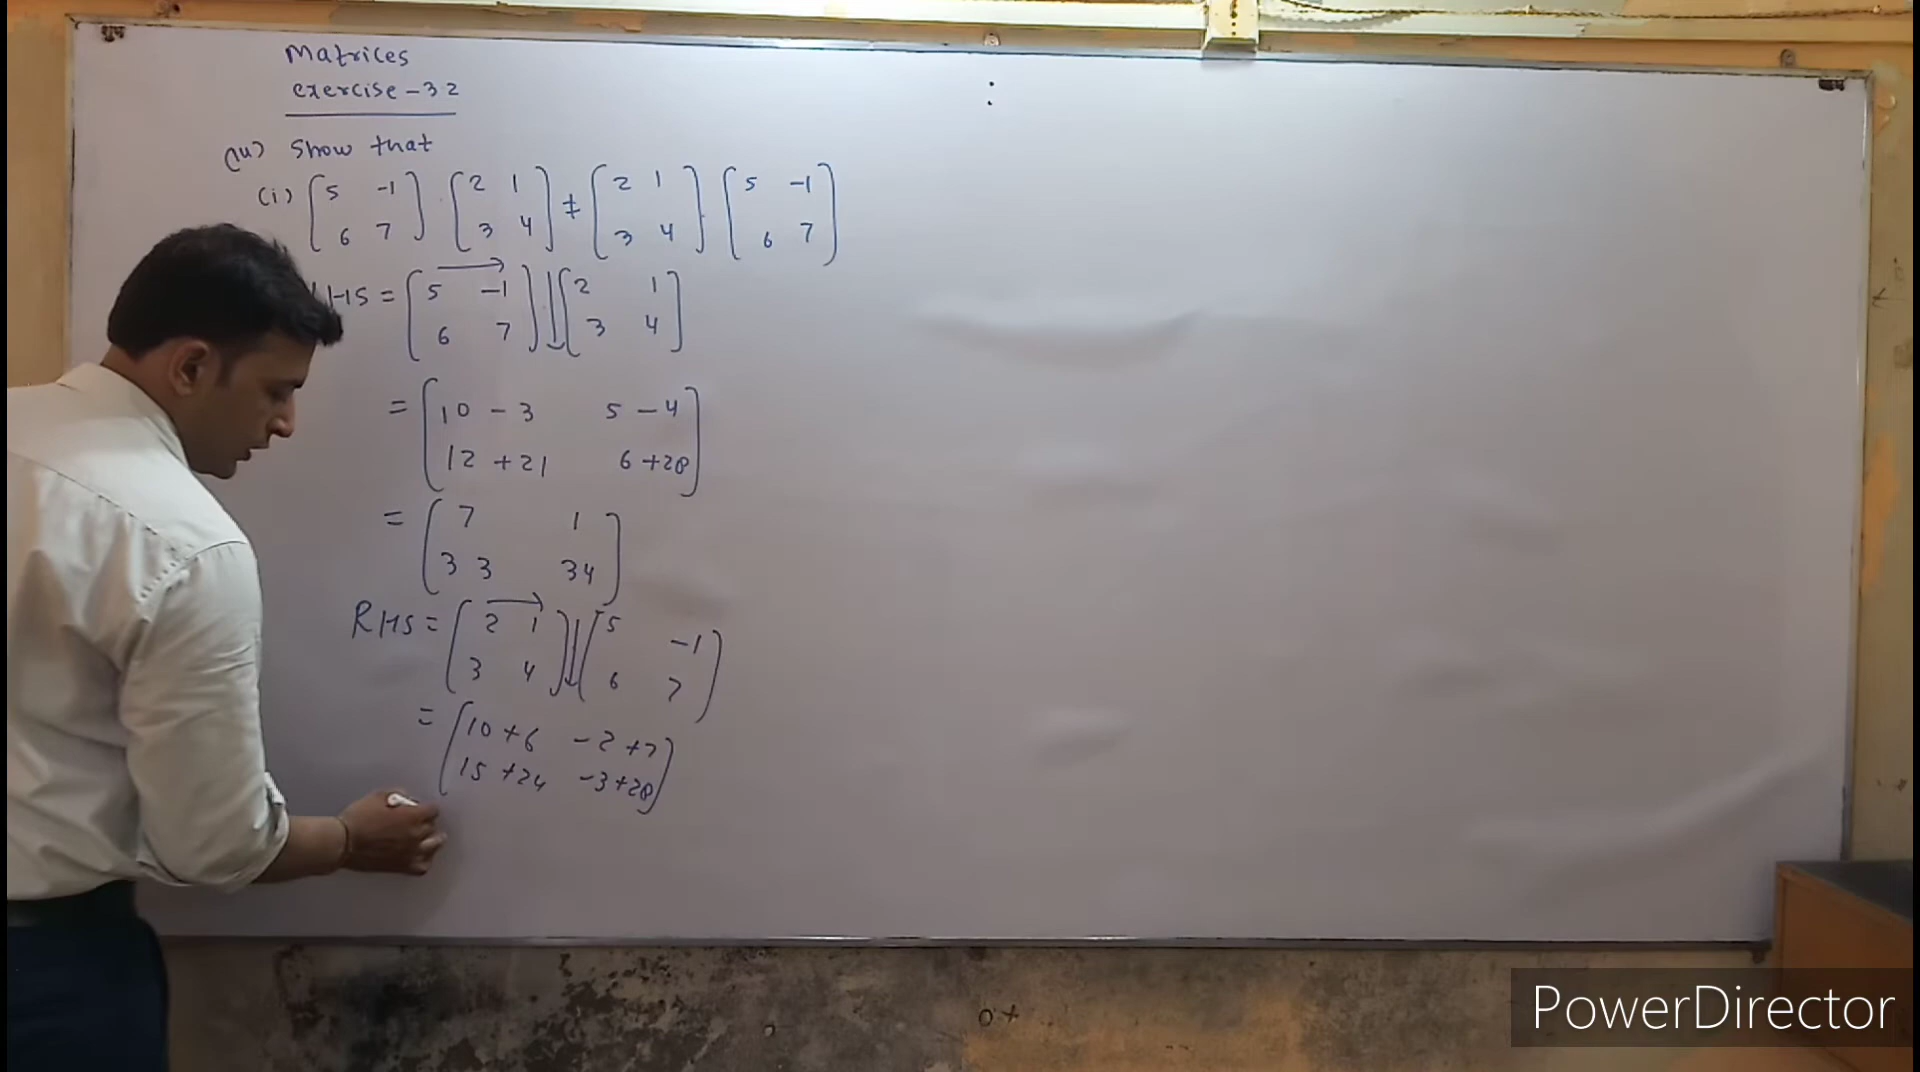 शुभ लाभ
Matrices
exercise-3.2
(14) Show that
(i) [5 -1 [2 1 ≠ [2 1 [5 -1
6 7] 3 4] 3 4] 6 7]
LHS = [5 -1 [2 1
6 7] 3 4]
= [10 - 3 5 - 4
12 + 21 6 + 28]
= [7 1
33 34]
RHS = [2 1 [5 -1
3 4] 6 7]
= [10 + 6 -2 + 7
15 + 24 -3 + 28]
PowerDirector